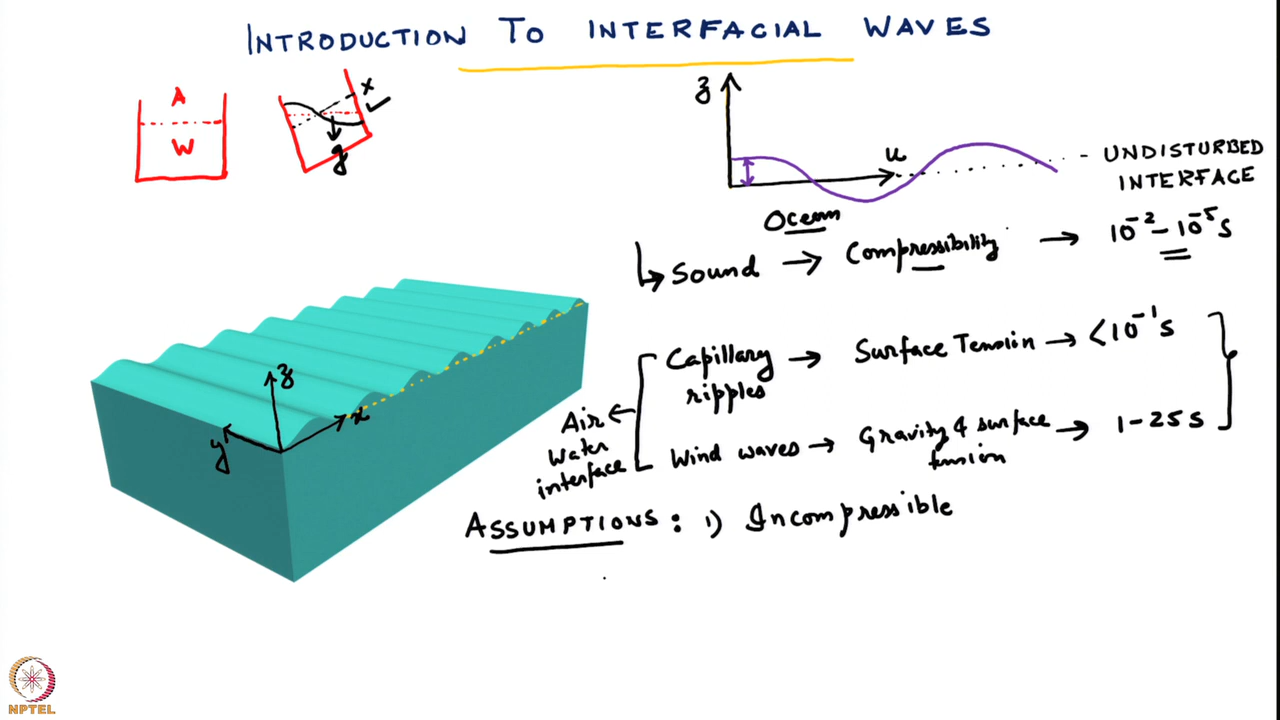 INTRODUCTION TO INTERFACIAL WAVES
A
W
x
g
z
x
UNDISTURBED
INTERFACE
Ocean
Sound → Compressibility → 10⁻² - 10⁻⁵ s
Capillary
ripples → Surface Tension → < 10⁻¹ s
Air
Water
interface
Wind waves → Gravity & surface
tension → 1 - 25 s
z
x
y
ASSUMPTIONS: 1) Incompressible
NPTEL